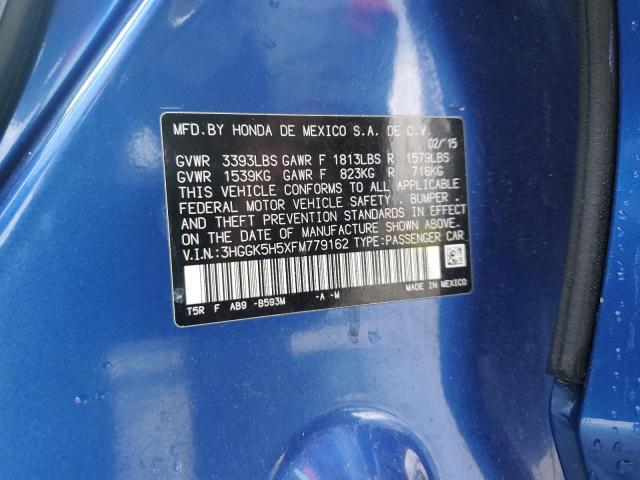 MFD.BY HONDA DE MEXICO S.A. DE C.V.
02/'15
GVWR 3393LBS GAWR F 1813LBS R 1579LBS
GVWR 1539KG GAWR F 823KG R 716KG
THIS VEHICLE CONFORMS TO ALL APPLICABLE
FEDERAL MOTOR VEHICLE SAFETY . BUMPER .
AND THEFT PREVENTION STANDARDS IN EFFECT
ON THE DATE OF MANUFACTURE SHOWN ABOVE.
V.I.N.:3HGGK5H5XFM779162 TYPE:PASSENGER CAR
T5R F AB9 -B593M -A -M MADE IN MEXICO